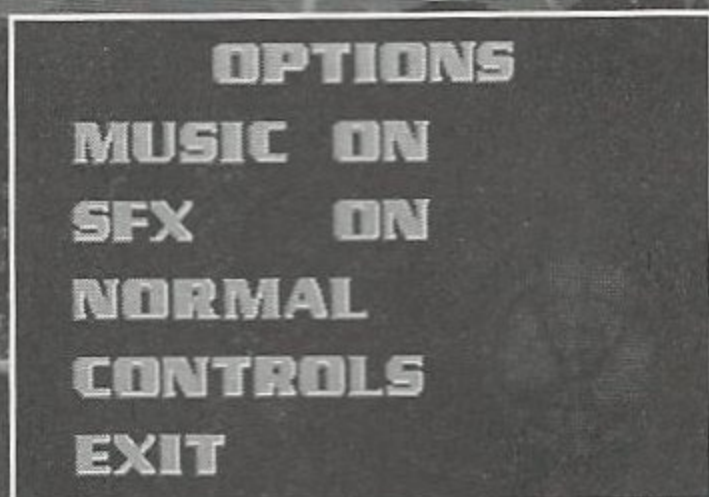 OPTIONS
MUSIC ON
SFX ON
NORMAL
CONTROLS
EXIT